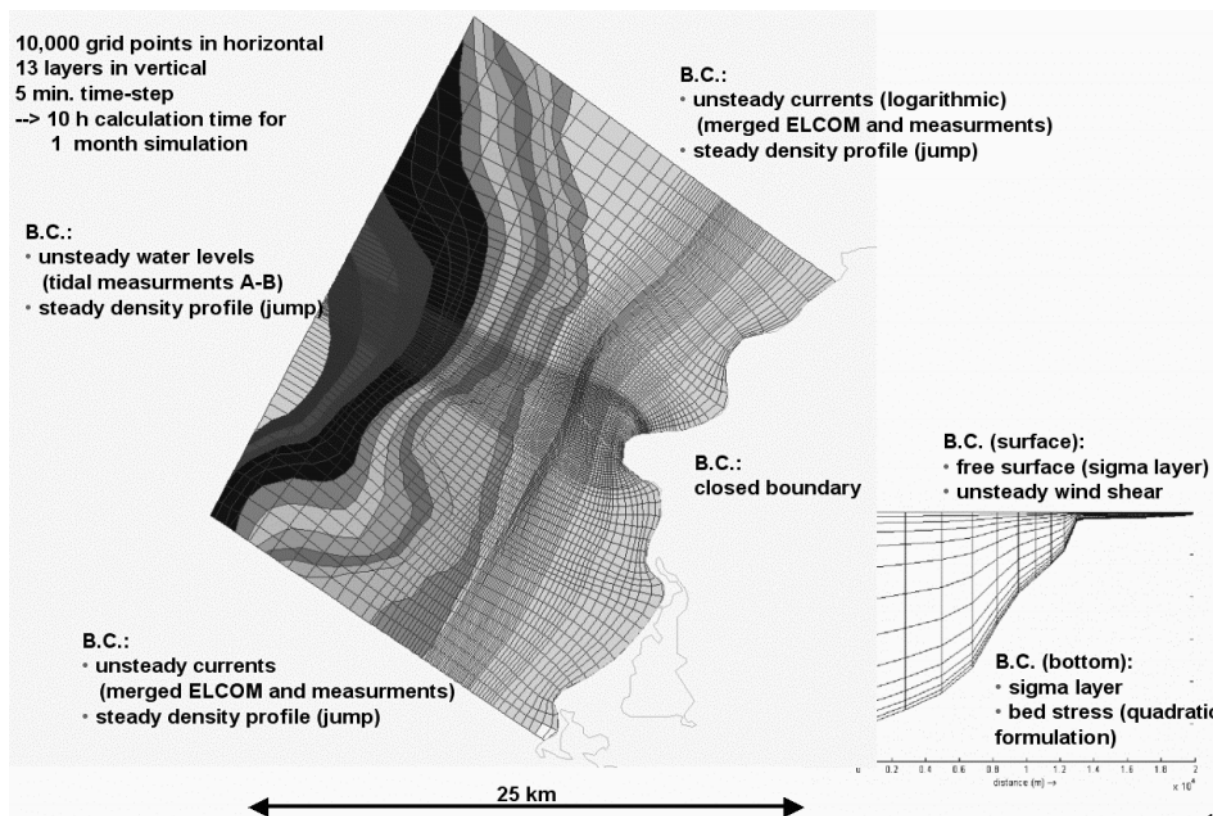 10,000 grid points in horizontal
13 layers in vertical
5 min. time-step
--> 10 h calculation time for
1 month simulation
B.C.:
• unsteady currents (logarithmic)
(merged ELCOM and measurments)
• steady density profile (jump)
B.C.:
• unsteady water levels
(tidal measurments A-B)
• steady density profile (jump)
B.C.:
closed boundary
B.C. (surface):
• free surface (sigma layer)
• unsteady wind shear
B.C.:
• unsteady currents
(merged ELCOM and measurments)
• steady density profile (jump)
B.C. (bottom):
• sigma layer
• bed stress (quadratic
formulation)
0.2 0.4 0.6 0.8 1 1.2 1.4 1.6 1.8 2
distance (m) →
x 10⁴
25 km